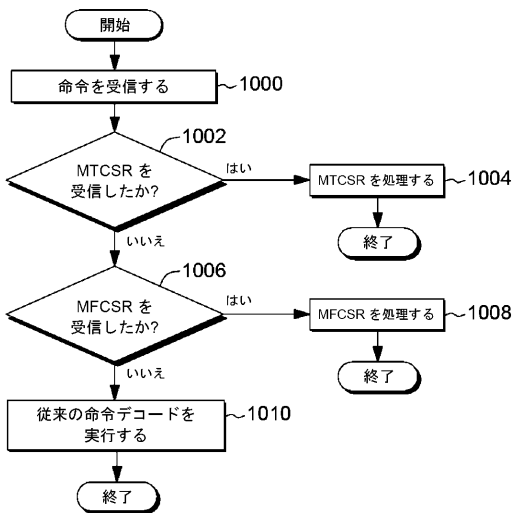 開始
命令を受信する
1000
1002
MTCSR を
受信したか?
はい
MTCSR を処理する
1004
終了
いいえ
1006
MFCSR を
受信したか?
はい
MFCSR を処理する
1008
終了
いいえ
従来の命令デコードを
実行する
1010
終了